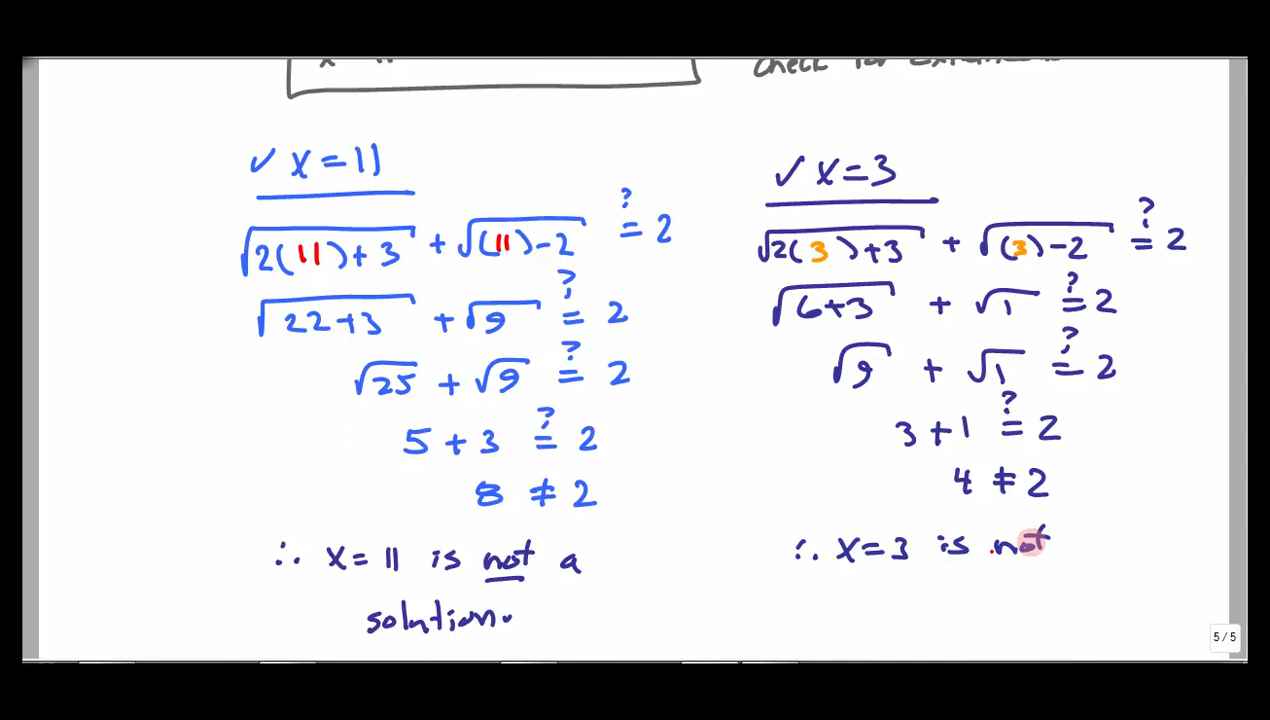 check for
✓ x = 11
√2(11)+3 + √(11)-2 ?= 2
√22+3 + √9 ?= 2
√25 + √9 ?= 2
5 + 3 ?= 2
8 ≠ 2
∴ x = 11 is not a
solution.
✓ x = 3
√2(3)+3 + √(3)-2 ?= 2
√6+3 + √1 ?= 2
√9 + √1 ?= 2
3 + 1 ?= 2
4 ≠ 2
∴ x = 3 is not
5/5